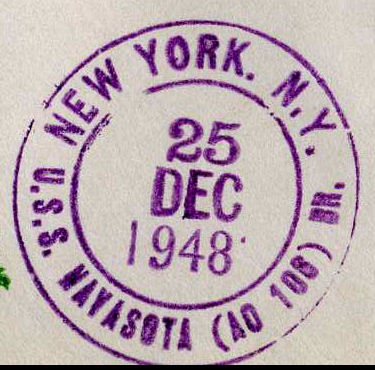 NEW YORK. N.Y.
25
DEC
1948
U.S.S. NAVASOTA (AO 106) BR.